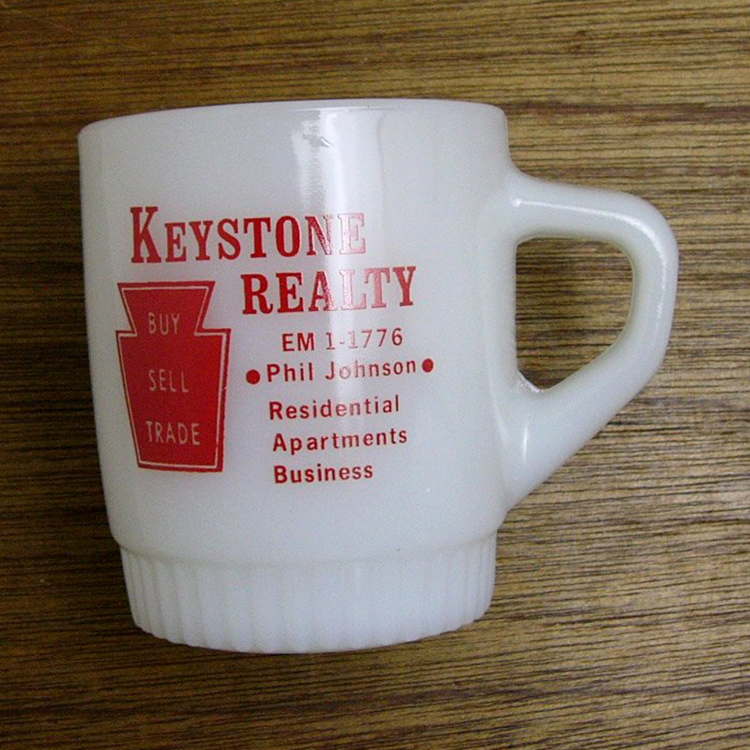 KEYSTONE
REALTY
BUY
SELL
TRADE
EM 1-1776
• Phil Johnson •
Residential
Apartments
Business